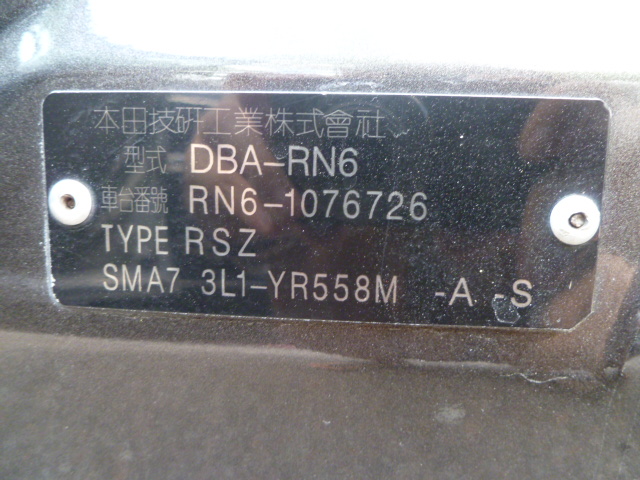 本田技研工業株式會社
型式 DBA-RN6
車台番號 RN6-1076726
TYPE RSZ
SMA7 3L1-YR558M -A -S